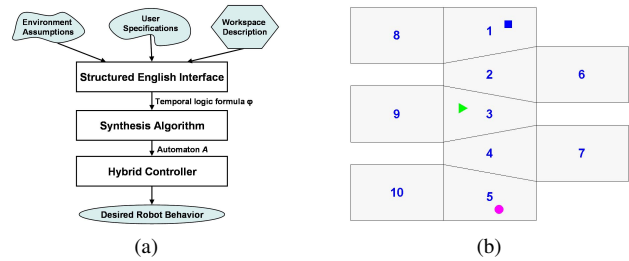 Environment
Assumptions
User
Specifications
Workspace
Description
Structured English Interface
Temporal logic formula φ
Synthesis Algorithm
Automaton A
Hybrid Controller
Desired Robot Behavior
(a)
8
1
2
6
9
3
4
7
10
5
(b)